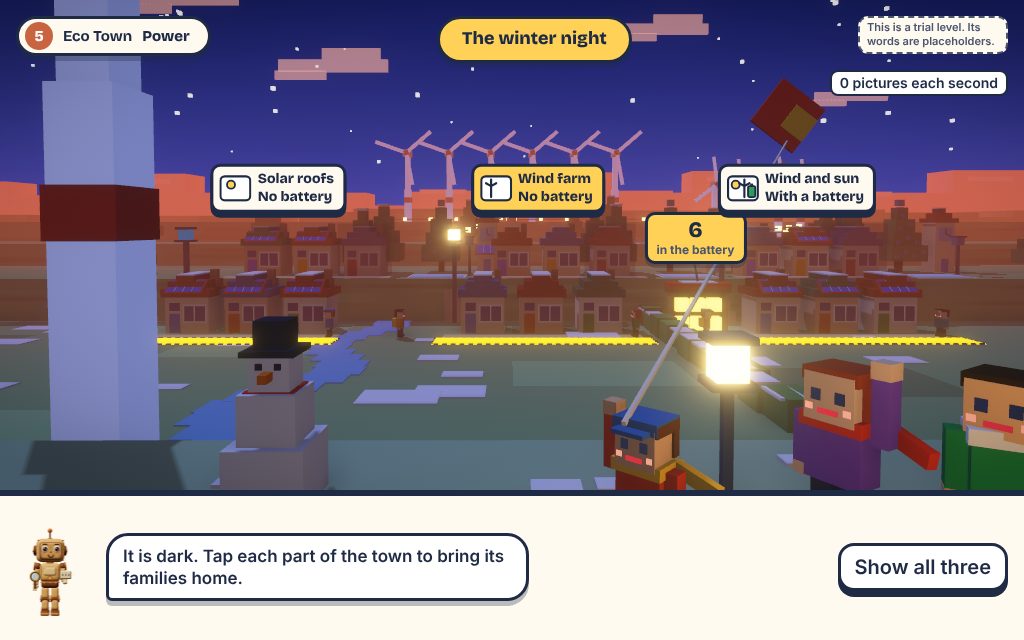 5 Eco Town Power
The winter night
This is a trial level. Its
words are placeholders.
0 pictures each second
Solar roofs
No battery
Wind farm
No battery
Wind and sun
With a battery
6
in the battery
It is dark. Tap each part of the town to bring its
families home.
Show all three